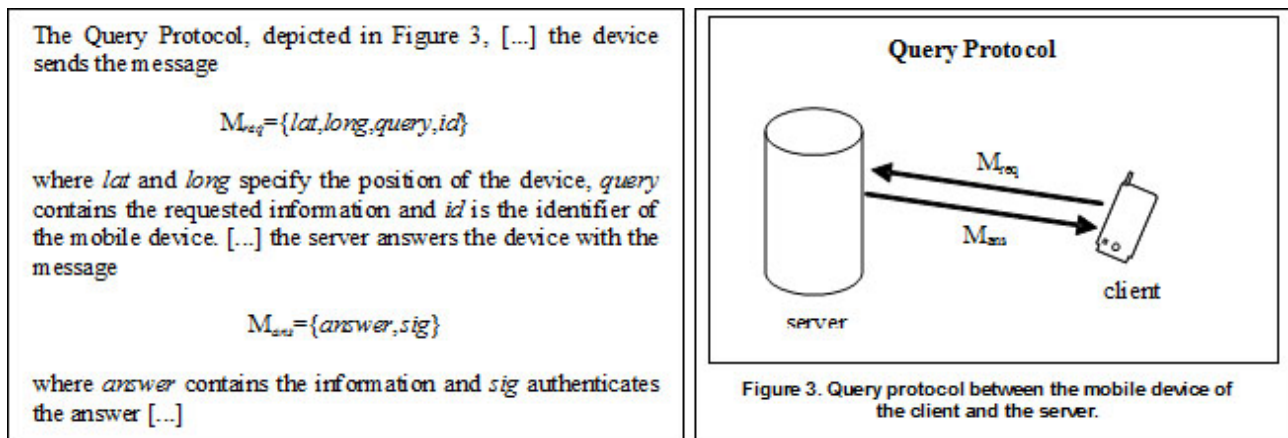 The Query Protocol, depicted in Figure 3, [...] the device
sends the message
M_req={lat,long,query,id}
where lat and long specify the position of the device, query
contains the requested information and id is the identifier of
the mobile device. [...] the server answers the device with the
message
M_ans={answer,sig}
where answer contains the information and sig authenticates
the answer [...]
Query Protocol
M_req
M_ans
client
server
Figure 3. Query protocol between the mobile device of
the client and the server.